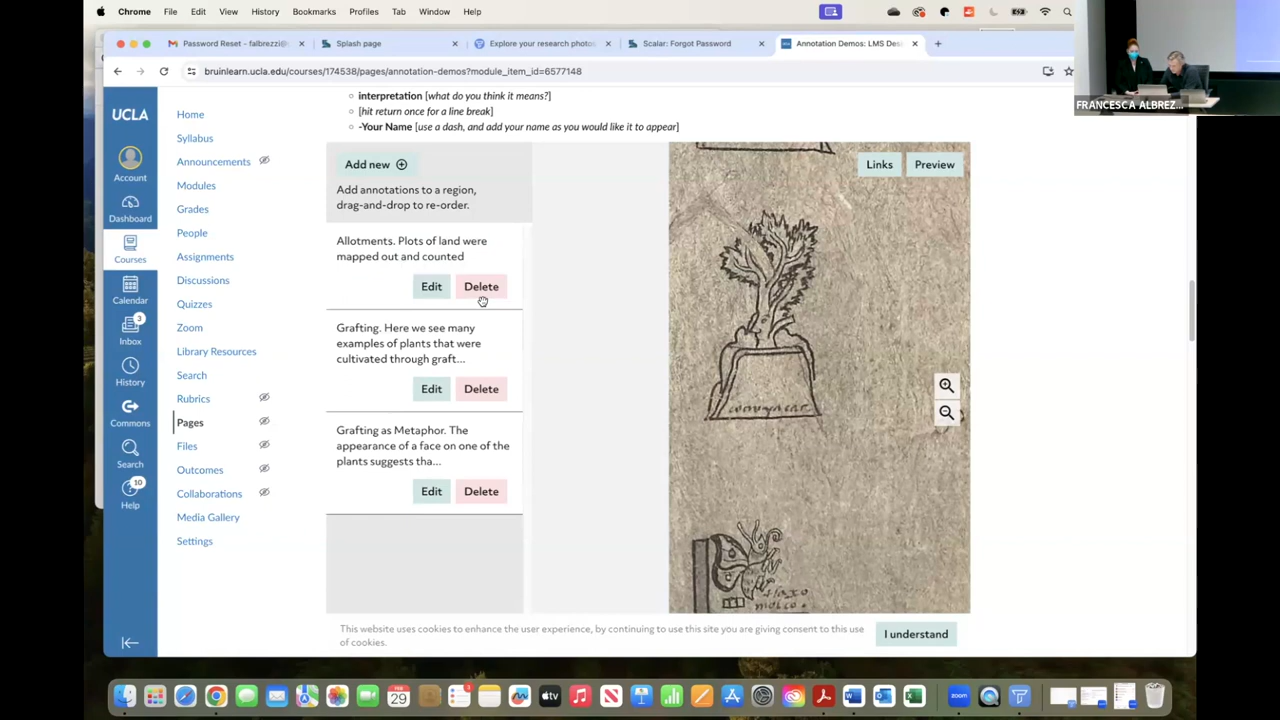 Chrome File Edit View History Bookmarks Profiles Tab Window Help
Password Reset - falbrezzi@
Splash page
Explore your research photos
Scalar: Forgot Password
Annotation Demos: LMS Des
bruinlearn.ucla.edu/courses/174538/pages/annotation-demos?module_item_id=6577148
FRANCESCA ALBREZ...
UCLA
Account
Dashboard
Courses
Calendar
3
Inbox
History
Commons
Search
10
Help
Home
Syllabus
Announcements
Modules
Grades
People
Assignments
Discussions
Quizzes
Zoom
Library Resources
Search
Rubrics
Pages
Files
Outcomes
Collaborations
Media Gallery
Settings
interpretation [what do you think it means?]
[hit return once for a line break]
-Your Name [use a dash, and add your name as you would like it to appear]
Add new
Add annotations to a region,
drag-and-drop to re-order.
Allotments. Plots of land were
mapped out and counted
Edit Delete
Grafting. Here we see many
examples of plants that were
cultivated through graft...
Edit Delete
Grafting as Metaphor. The
appearance of a face on one of the
plants suggests tha...
Edit Delete
Links Preview
This website uses cookies to enhance the user experience, by continuing to use this site you are giving consent to this use
of cookies.
I understand
FEB
29
zoom